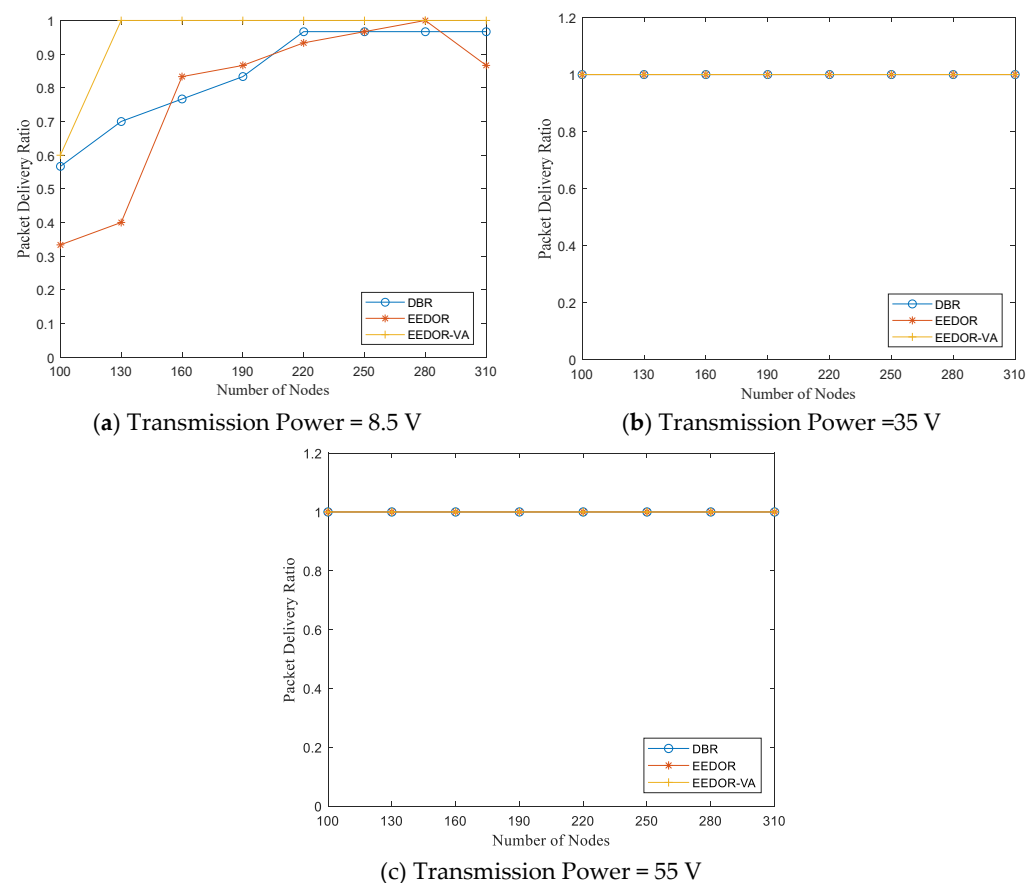 1
0.9
0.8
0.7
0.6
0.5
0.4
0.3
0.2
0.1
0
Packet Delivery Ratio
100 130 160 190 220 250 280 310
Number of Nodes
DBR
EEDOR
EEDOR-VA
(a) Transmission Power = 8.5 V
1.2
1
0.8
0.6
0.4
0.2
0
Packet Delivery Ratio
100 130 160 190 220 250 280 310
Number of Nodes
DBR
EEDOR
EEDOR-VA
(b) Transmission Power =35 V
1.2
1
0.8
0.6
0.4
0.2
0
Packet Delivery Ratio
100 130 160 190 220 250 280 310
Number of Nodes
DBR
EEDOR
EEDOR-VA
(c) Transmission Power = 55 V